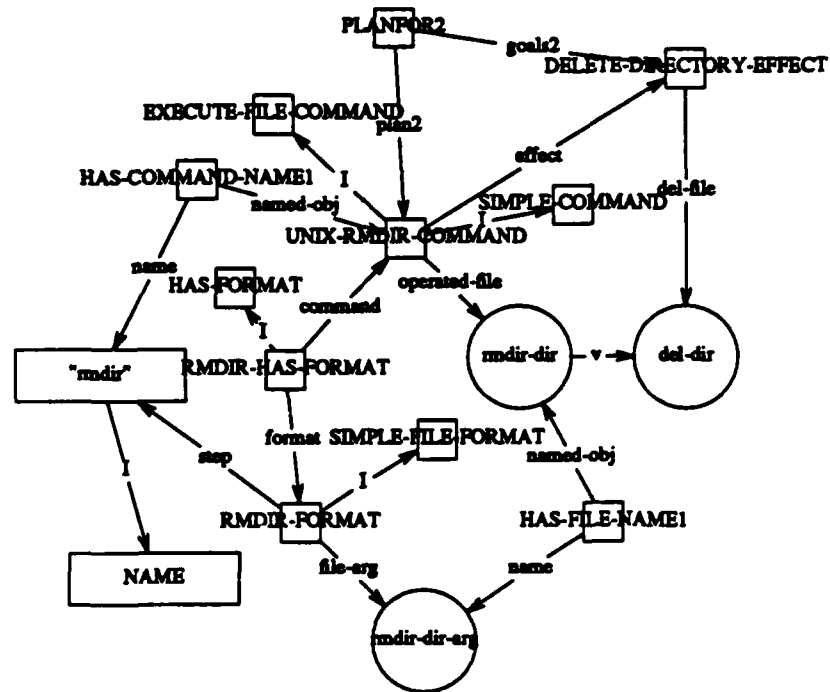 PLANFOR2
goals2
DELETE-DIRECTORY-EFFECT
EXECUTE-FILE-COMMAND
plan2
effect
HAS-COMMAND-NAME1
I
named-obj
SIMPLE-COMMAND
del-file
I
UNIX-RMDIR-COMMAND
name
HAS-FORMAT
command
operated-file
I
"rmdir"
RMDIR-HAS-FORMAT
rmdir-dir
v
del-dir
format
SIMPLE-FILE-FORMAT
step
named-obj
I
I
RMDIR-FORMAT
HAS-FILE-NAME1
NAME
file-arg
name
rmdir-dir-arg